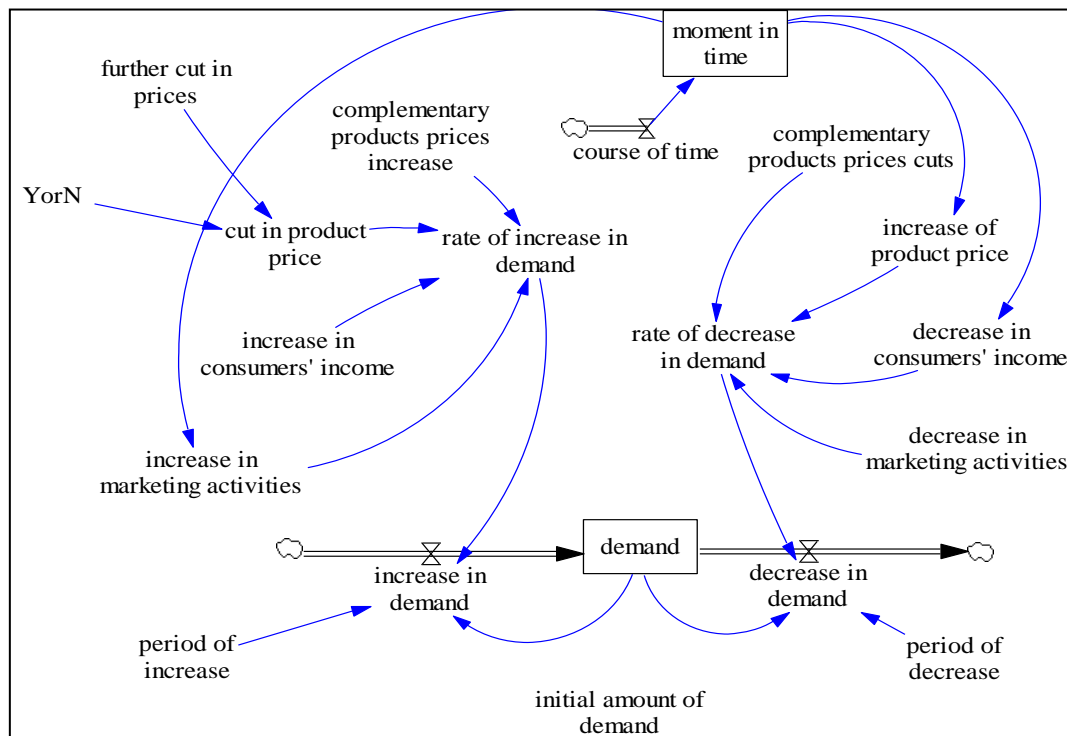 moment in
time
further cut in
prices
complementary
products prices
increase
course of time
complementary
products prices cuts
YorN
cut in product
price
rate of increase in
demand
increase of
product price
increase in
consumers' income
rate of decrease
in demand
decrease in
consumers' income
increase in
marketing activities
decrease in
marketing activities
demand
increase in
demand
decrease in
demand
period of
increase
period of
decrease
initial amount of
demand